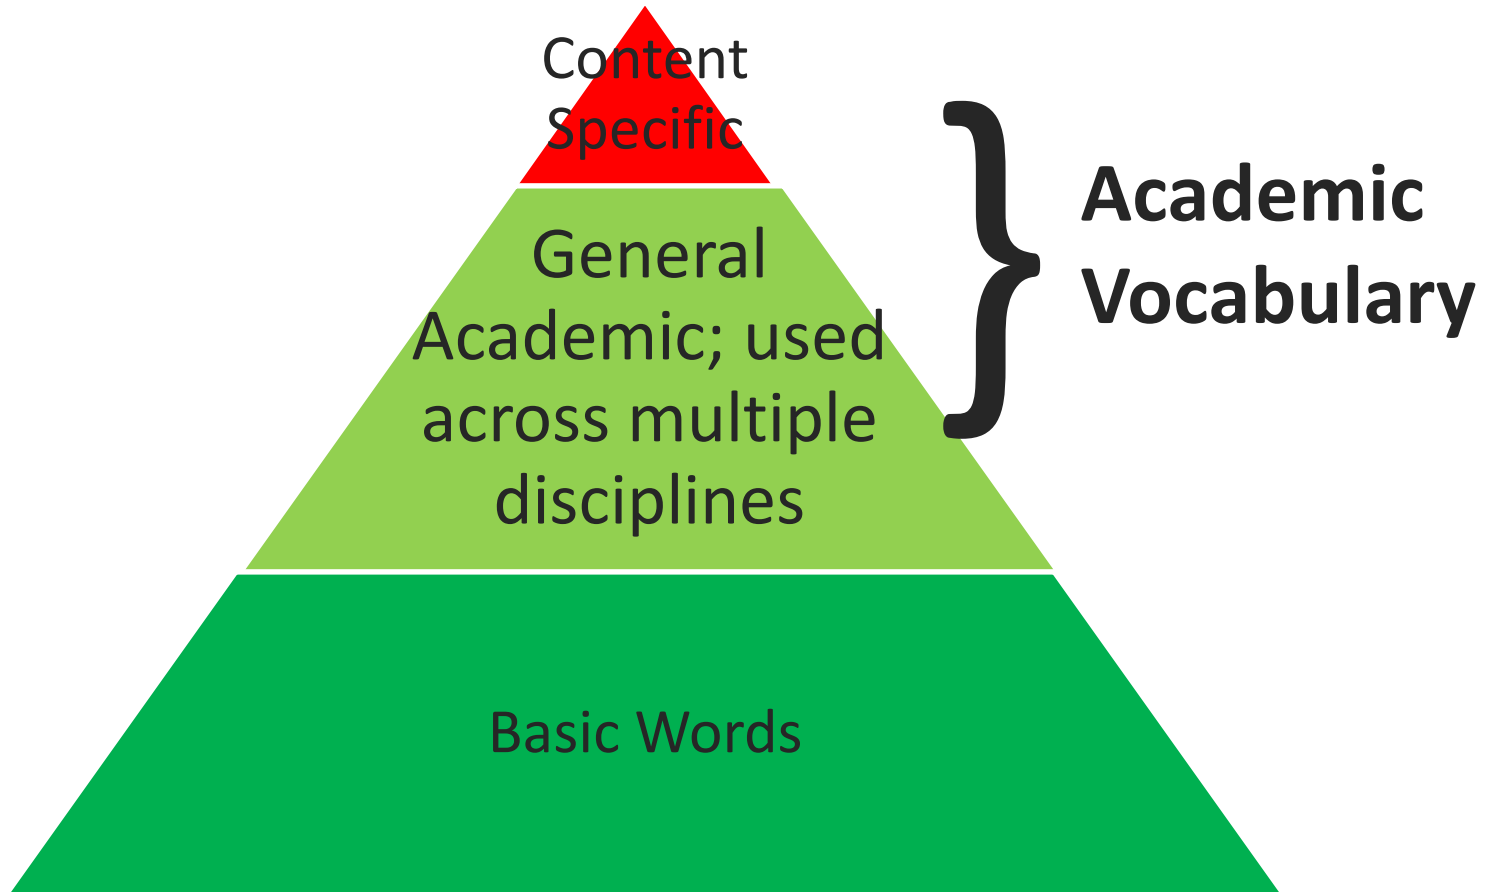 Content
Specific
General
Academic; used
across multiple
disciplines
Basic Words
}
Academic
Vocabulary